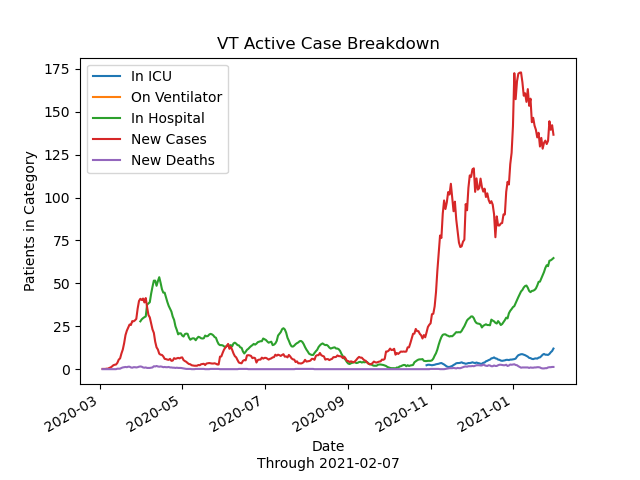 VT Active Case Breakdown
Patients in Category
175
150
125
100
75
50
25
0
In ICU
On Ventilator
In Hospital
New Cases
New Deaths
2020-03
2020-05
2020-07
2020-09
2020-11
2021-01
Date
Through 2021-02-07